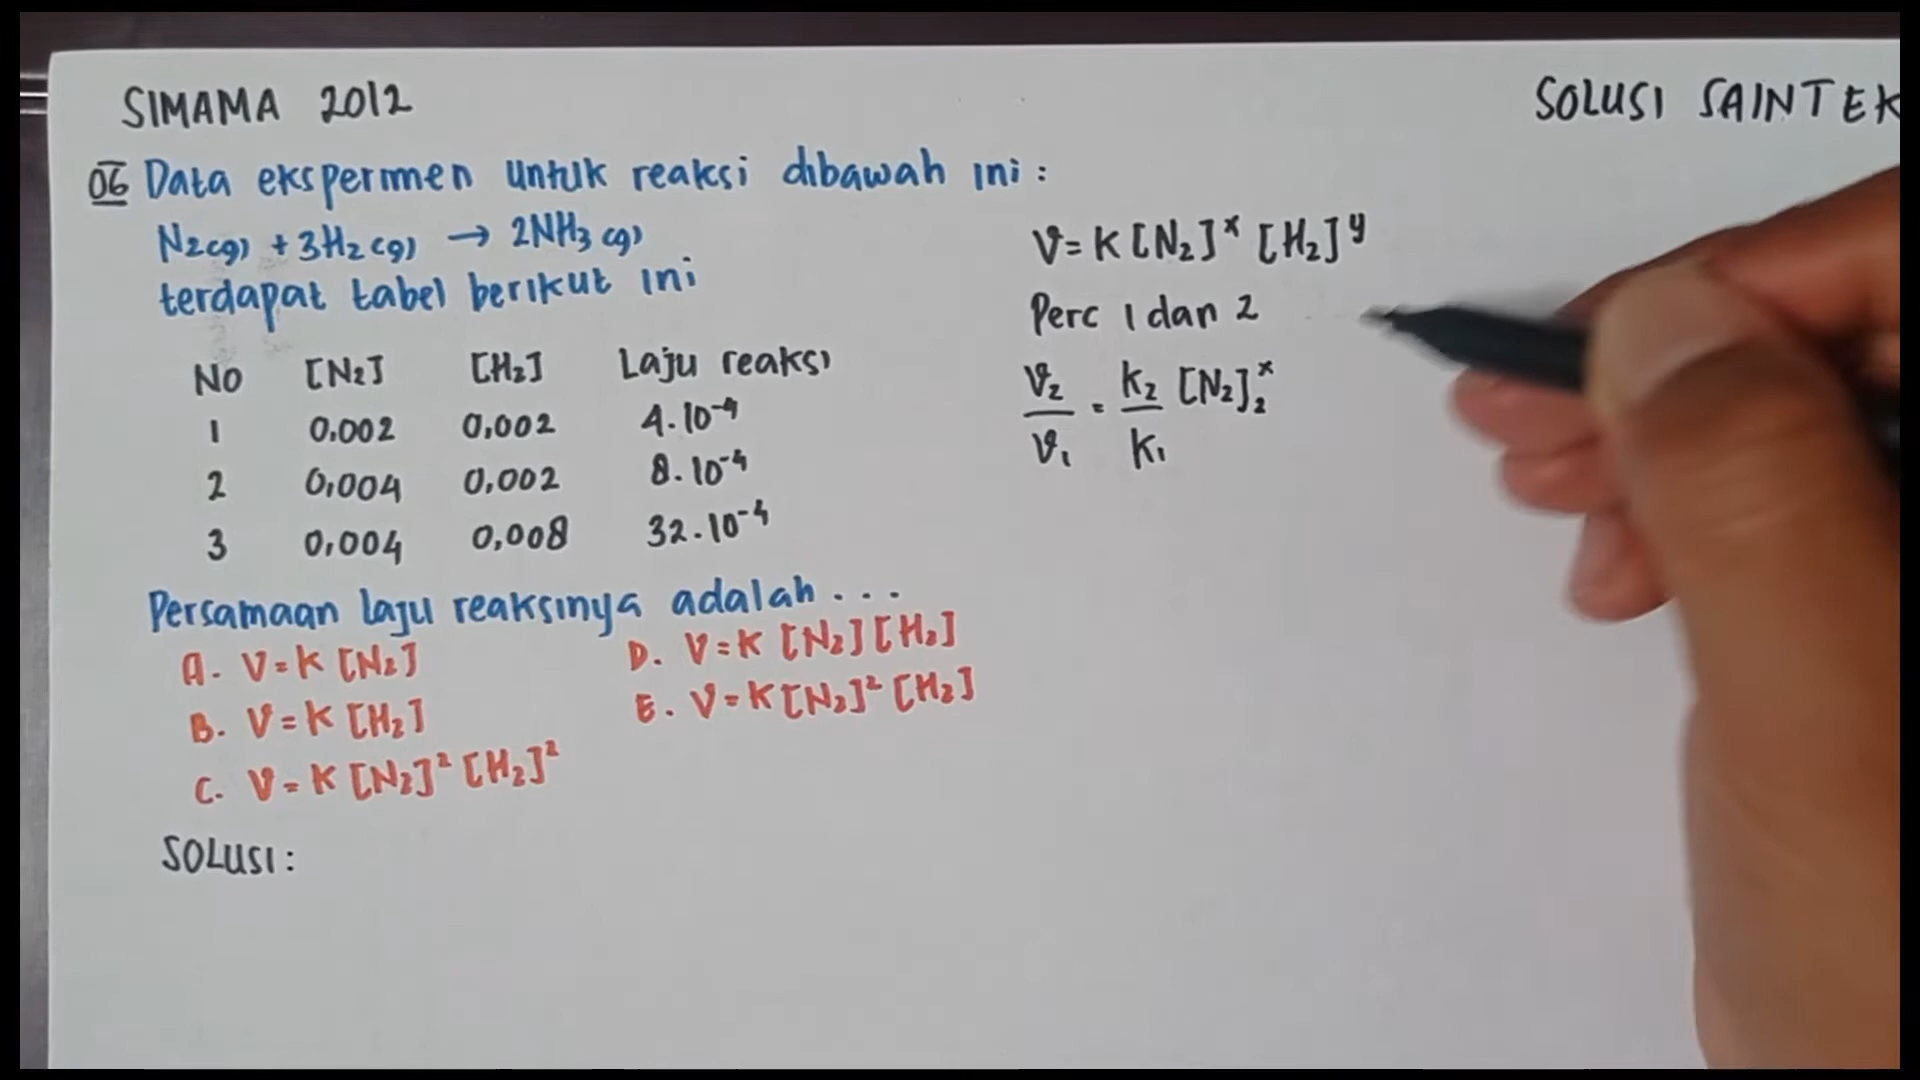 SIMAMA 2012
SOLUSI SAINTEK
06 Data ekspermen untuk reaksi dibawah ini:
N₂(g) + 3H₂(g) → 2NH₃(g)
terdapat tabel berikut ini
No [N₂] [H₂] Laju reaksi
1 0.002 0,002 4.10⁻⁴
2 0,004 0,002 8.10⁻⁴
3 0,004 0,008 32.10⁻⁴
Persamaan laju reaksinya adalah...
A. V=K [N₂]
B. V=K [H₂]
C. V=K [N₂]² [H₂]²
D. V=K [N₂][H₂]
E. V=K[N₂]² [H₂]
SOLUSI:
V=K[N₂]ˣ [H₂]ʸ
Perc 1 dan 2
V₂ = K₂ [N₂]₂ˣ
V₁ K₁